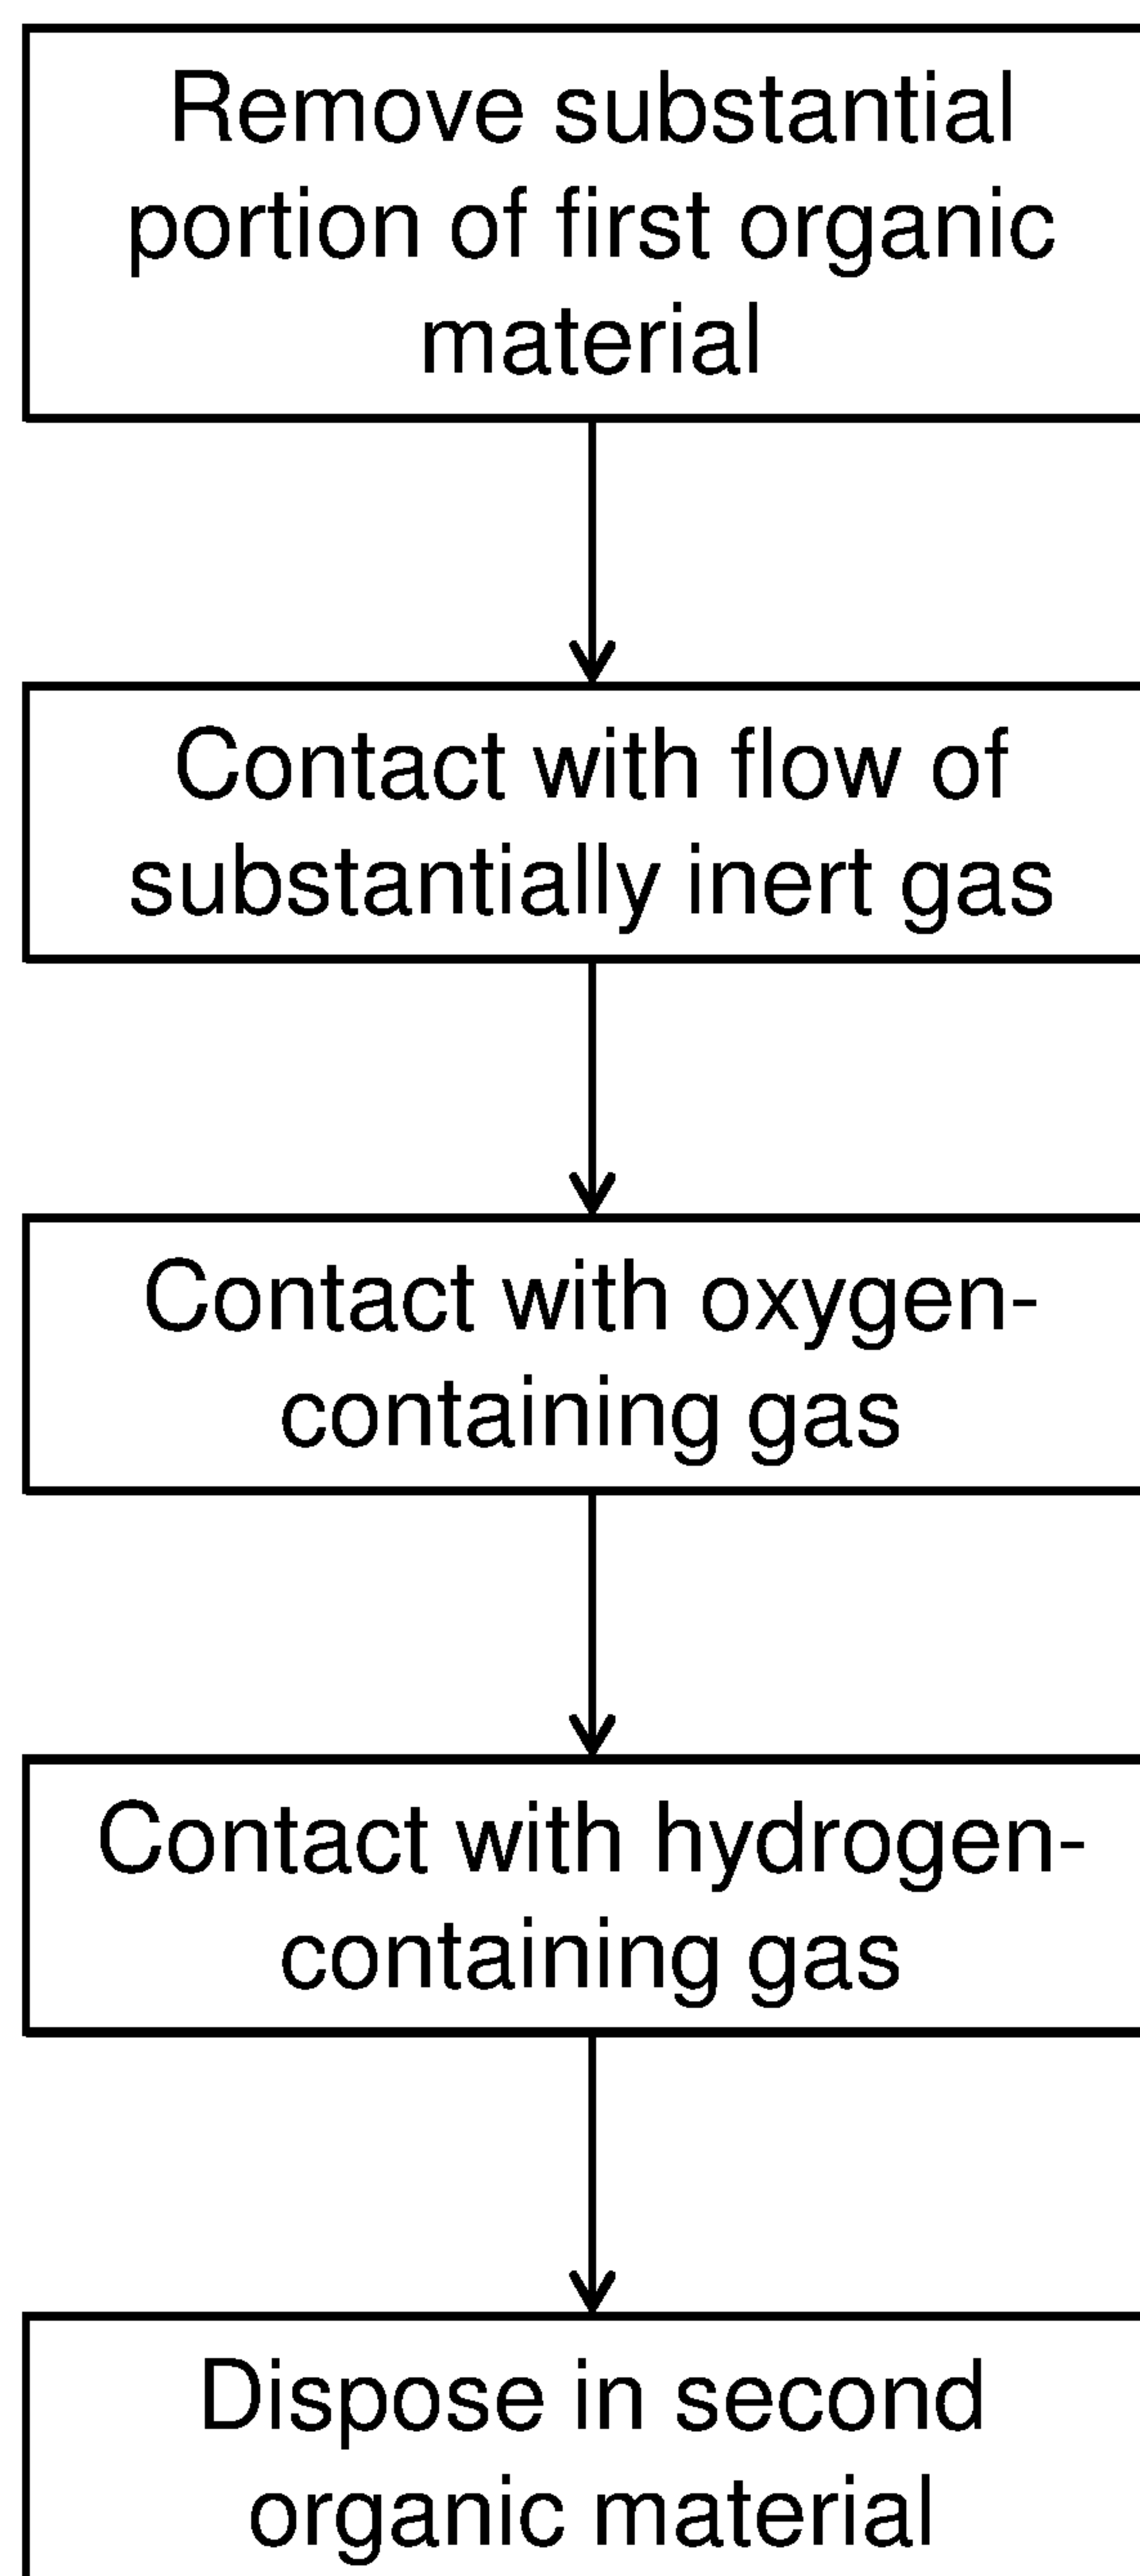 Remove substantial
portion of first organic
material
Contact with flow of
substantially inert gas
Contact with oxygen-
containing gas
Contact with hydrogen-
containing gas
Dispose in second
organic material